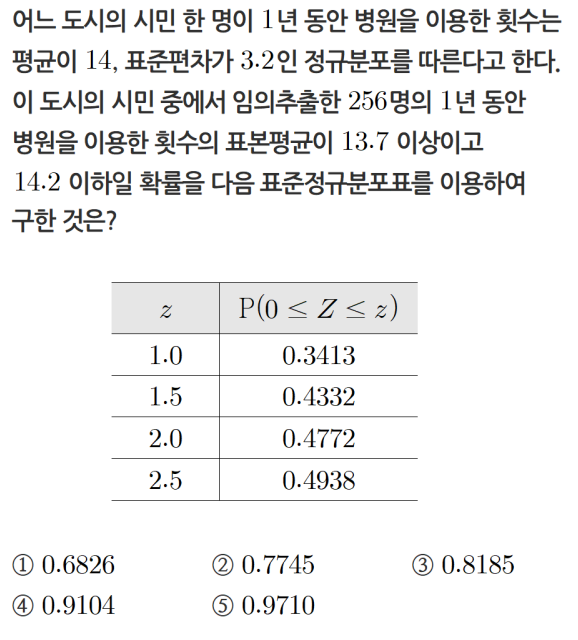 어느 도시의 시민 한 명이 1년 동안 병원을 이용한 횟수는
평균이 14, 표준편차가 3.2인 정규분포를 따른다고 한다.
이 도시의 시민 중에서 임의추출한 256명의 1년 동안
병원을 이용한 횟수의 표본평균이 13.7 이상이고
14.2 이하일 확률을 다음 표준정규분포표를 이용하여
구한 것은?
z P(0 ≤ Z ≤ z)
1.0 0.3413
1.5 0.4332
2.0 0.4772
2.5 0.4938
① 0.6826 ② 0.7745 ③ 0.8185
④ 0.9104 ⑤ 0.9710